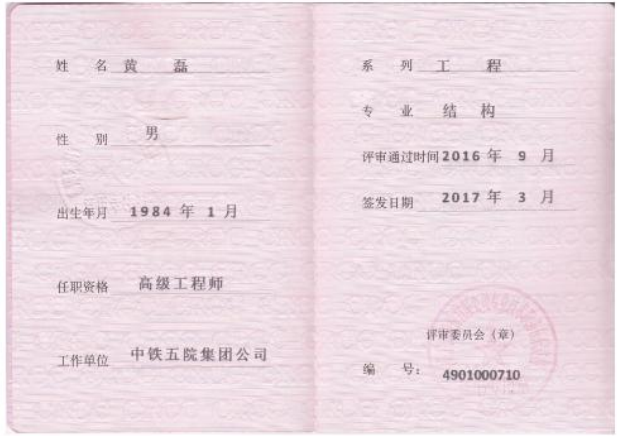 姓 名 黄 磊
性 别 男
出生年月 1984 年 1 月
任职资格 高级工程师
工作单位 中铁五院集团公司
系 列 工 程
专 业 结 构
评审通过时间 2016 年 9 月
签发日期 2017 年 3 月
评审委员会（章）
编 号： 4901000710